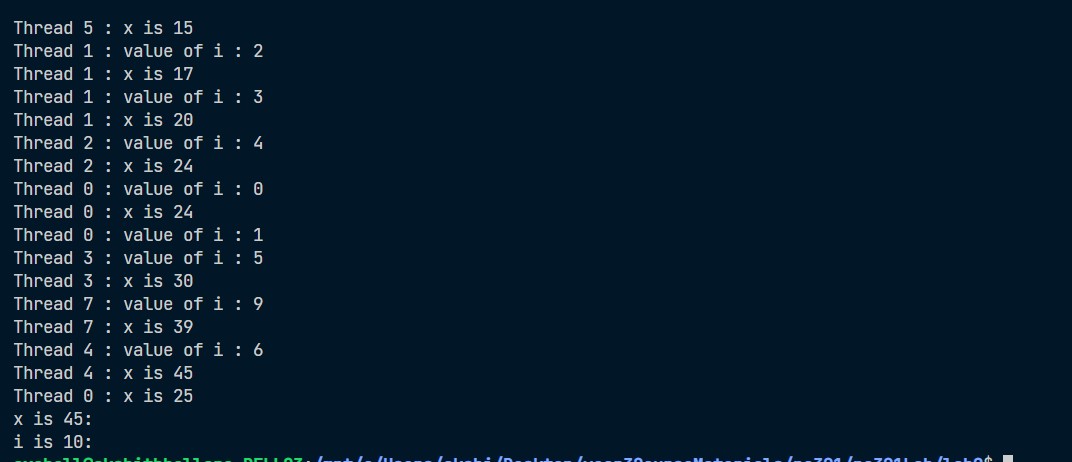 Thread 5 : x is 15
Thread 1 : value of i : 2
Thread 1 : x is 17
Thread 1 : value of i : 3
Thread 1 : x is 20
Thread 2 : value of i : 4
Thread 2 : x is 24
Thread 0 : value of i : 0
Thread 0 : x is 24
Thread 0 : value of i : 1
Thread 3 : value of i : 5
Thread 3 : x is 30
Thread 7 : value of i : 9
Thread 7 : x is 39
Thread 4 : value of i : 6
Thread 4 : x is 45
Thread 0 : x is 25
x is 45:
i is 10: